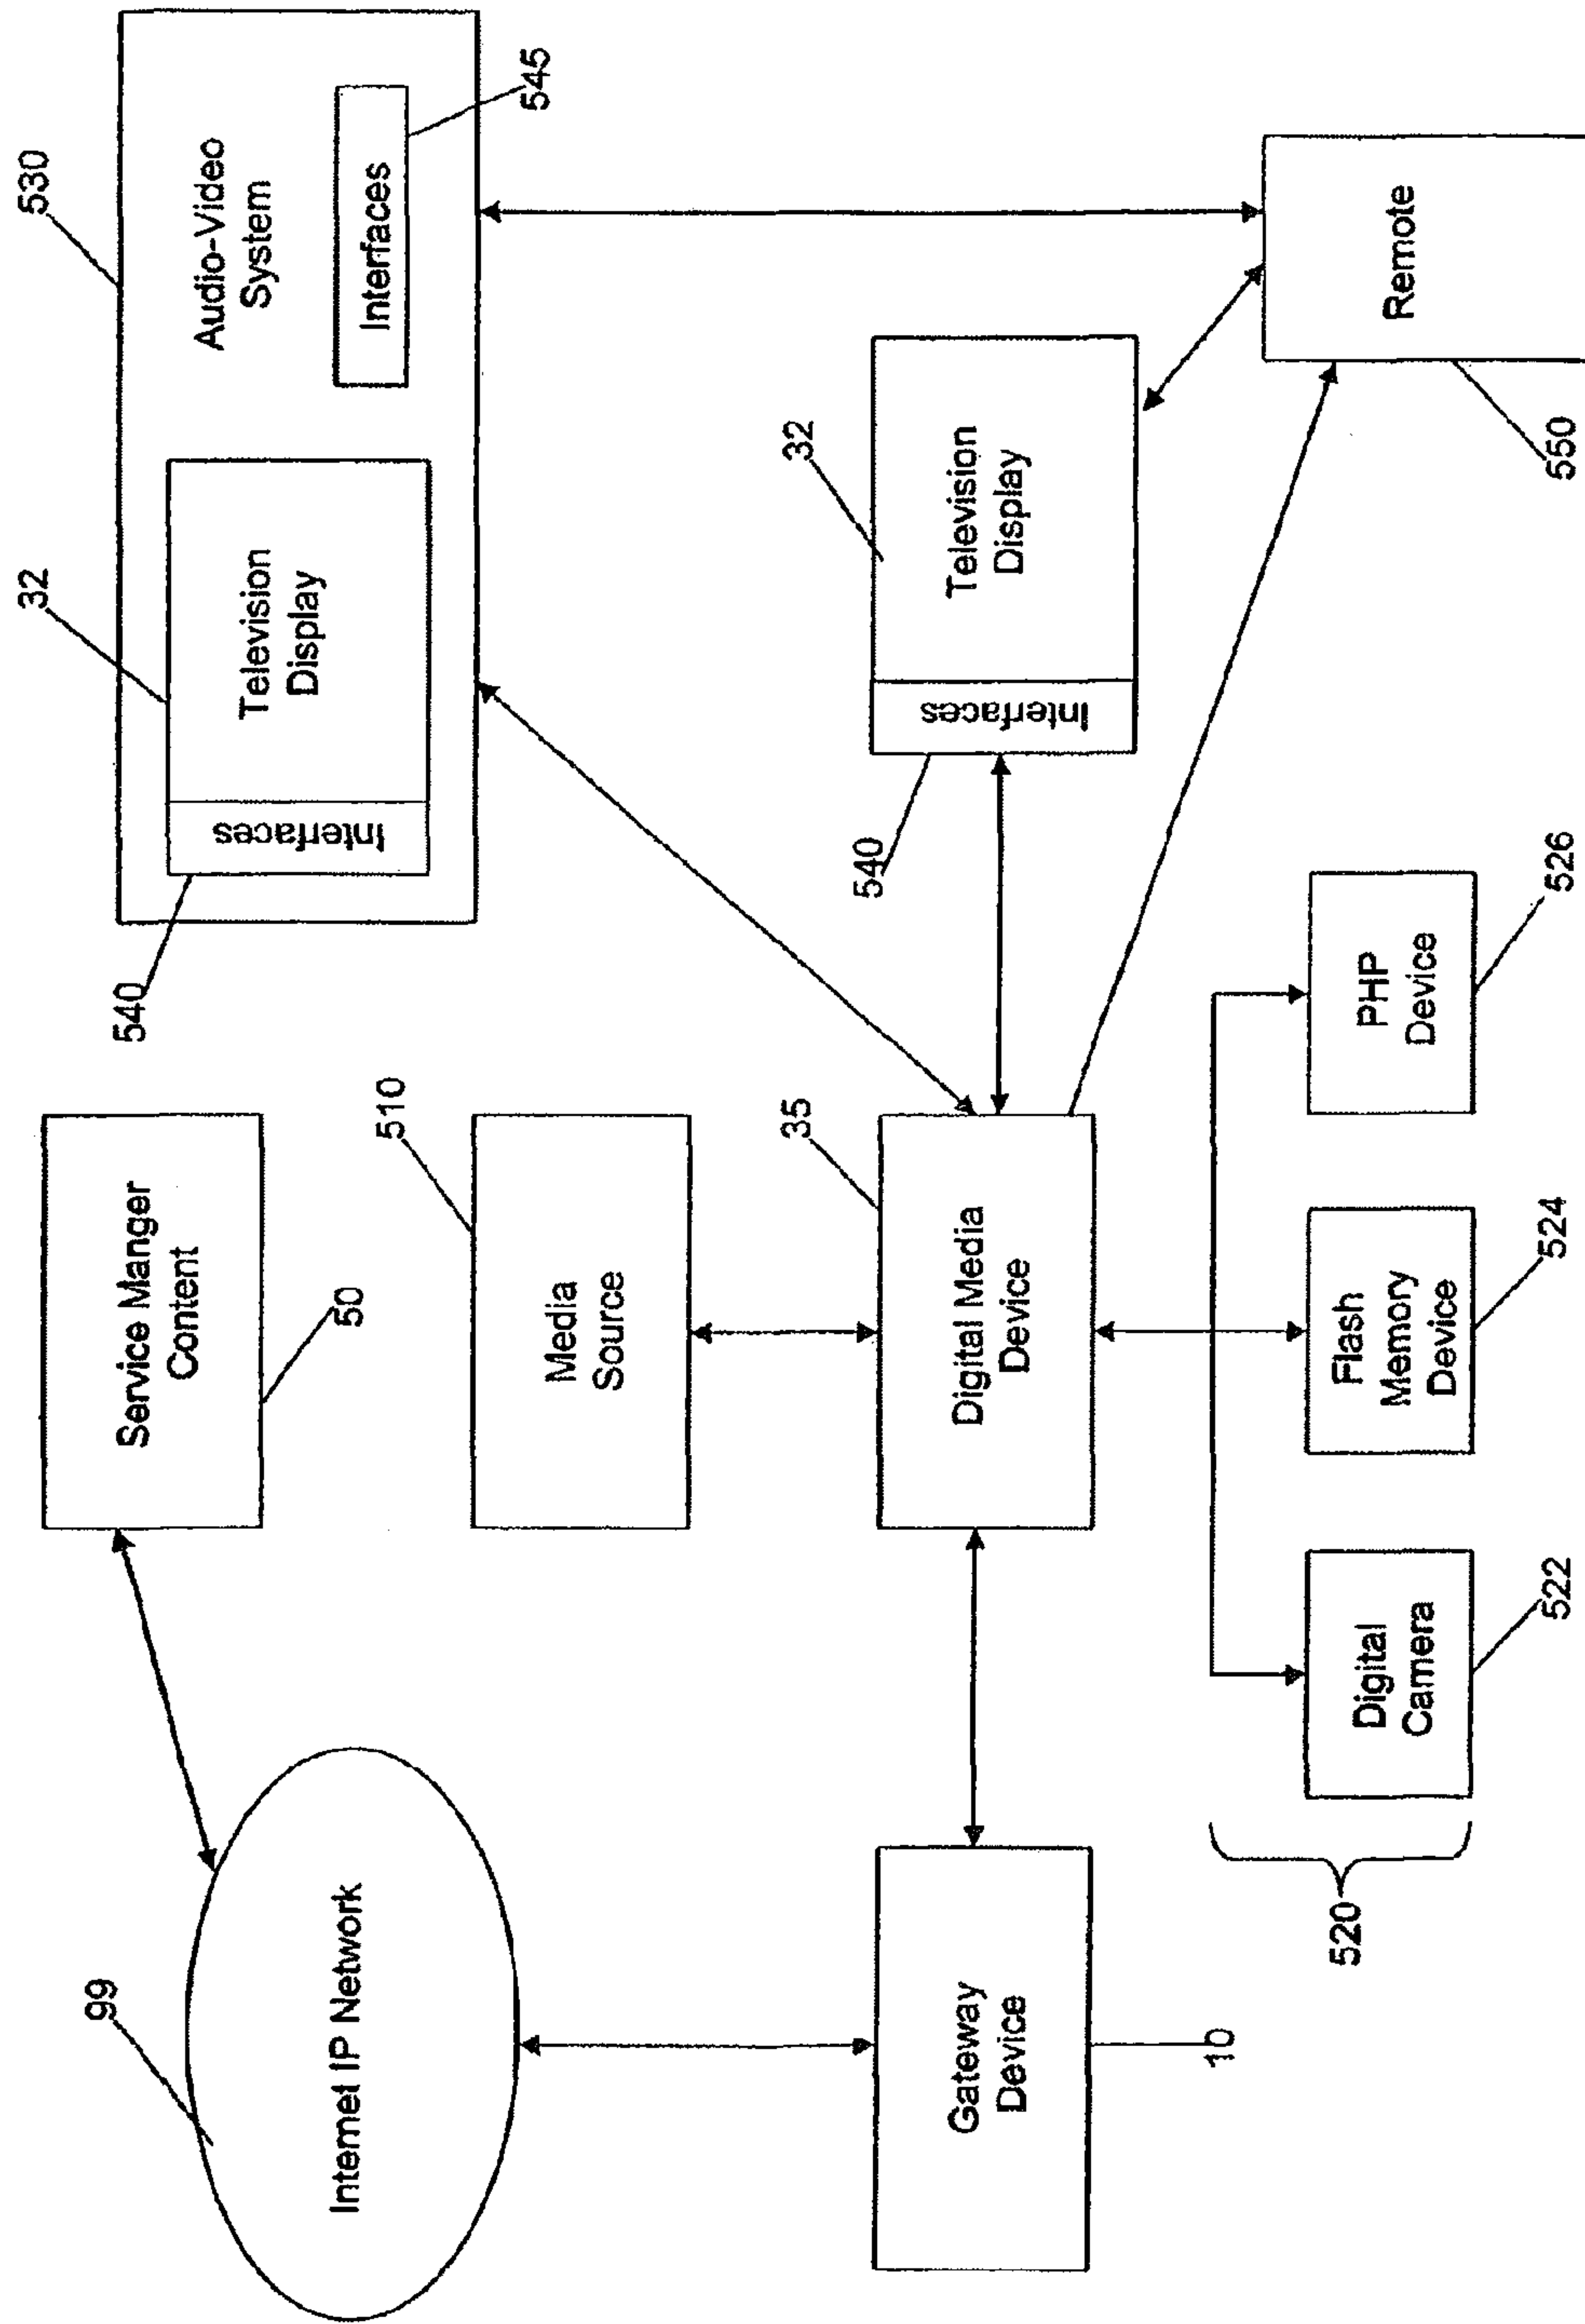 99
Internet IP Network
Service Manger
Content
50
510
Media
Source
35
Digital Media
Device
Gateway
Device
10
520
Digital
Camera
522
Flash
Memory
Device
524
PHP
Device
526
530
Audio-Video
System
Interfaces
545
32
Television
Display
Interfaces
540
32
Television
Display
Interfaces
540
Remote
550